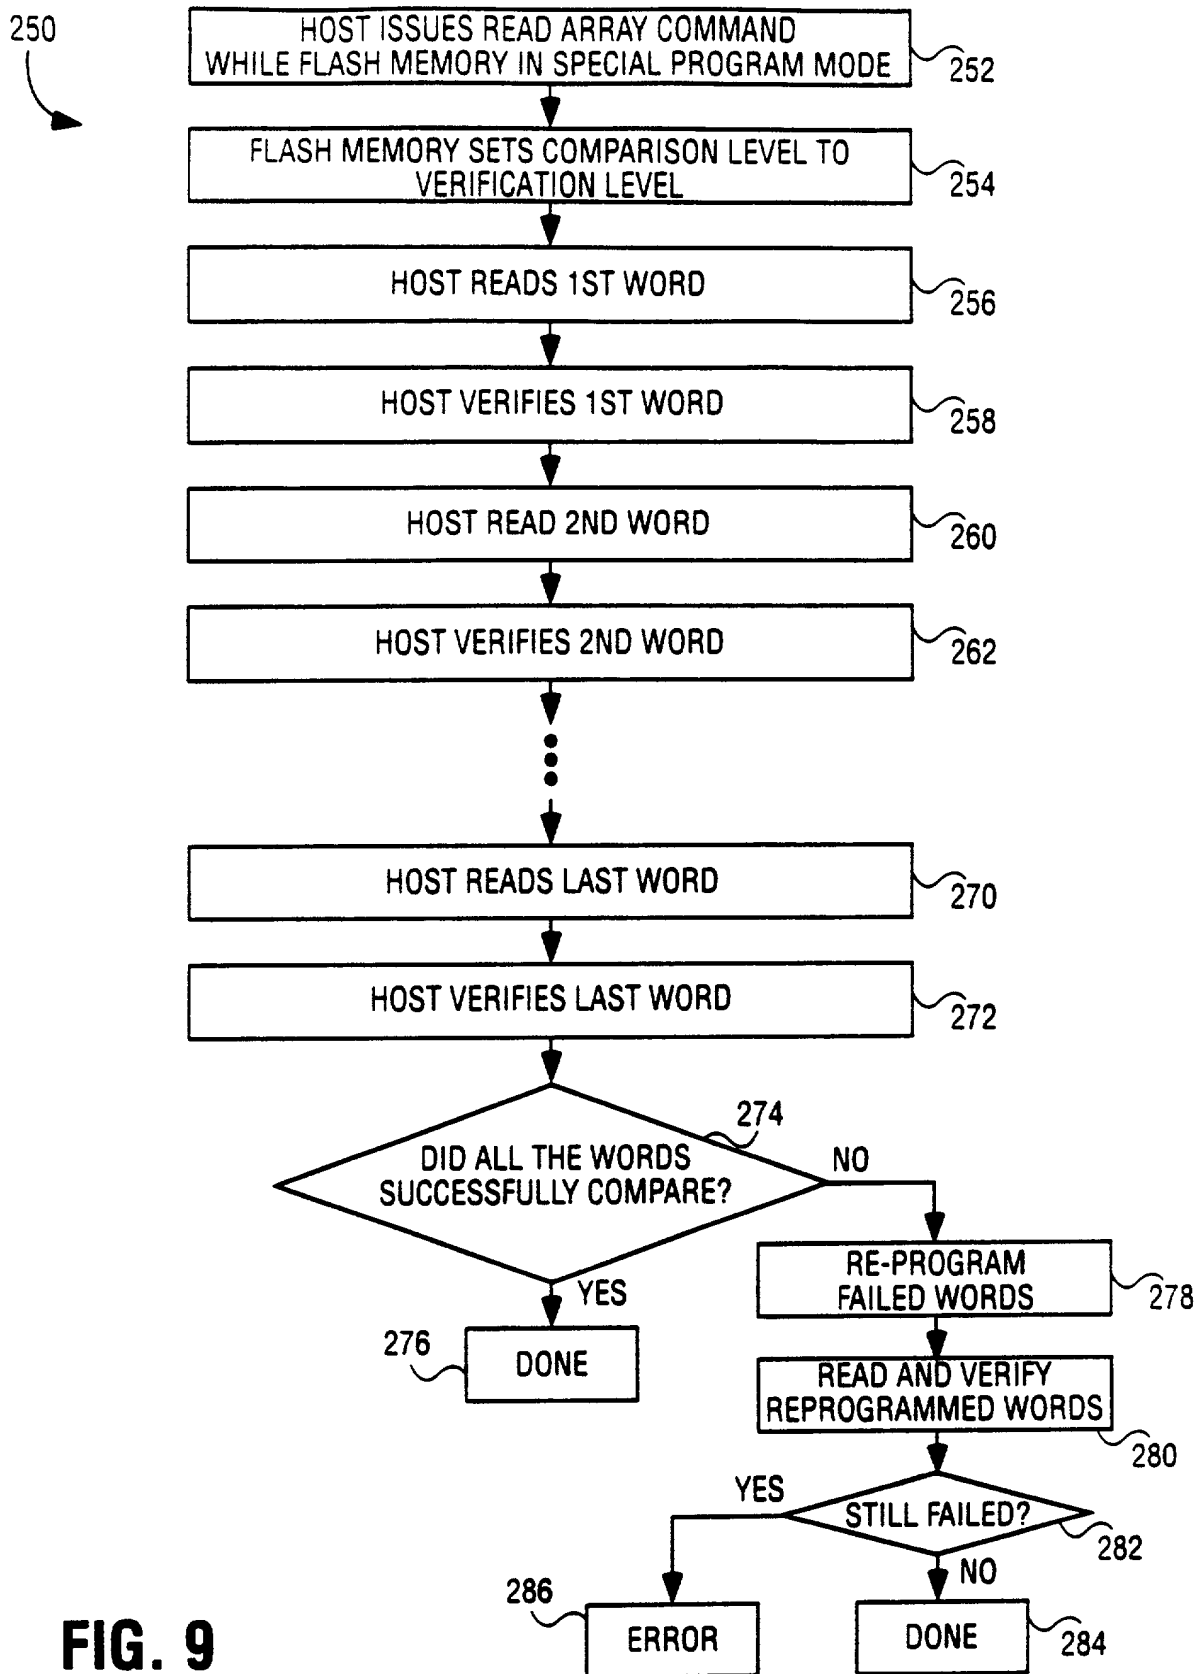 250
HOST ISSUES READ ARRAY COMMAND
WHILE FLASH MEMORY IN SPECIAL PROGRAM MODE
252
FLASH MEMORY SETS COMPARISON LEVEL TO
VERIFICATION LEVEL
254
HOST READS 1ST WORD
256
HOST VERIFIES 1ST WORD
258
HOST READ 2ND WORD
260
HOST VERIFIES 2ND WORD
262
HOST READS LAST WORD
270
HOST VERIFIES LAST WORD
272
274
DID ALL THE WORDS
SUCCESSFULLY COMPARE?
NO
YES
RE-PROGRAM
FAILED WORDS
278
276
DONE
READ AND VERIFY
REPROGRAMMED WORDS
280
YES
STILL FAILED?
282
NO
286
ERROR
DONE
284
FIG. 9